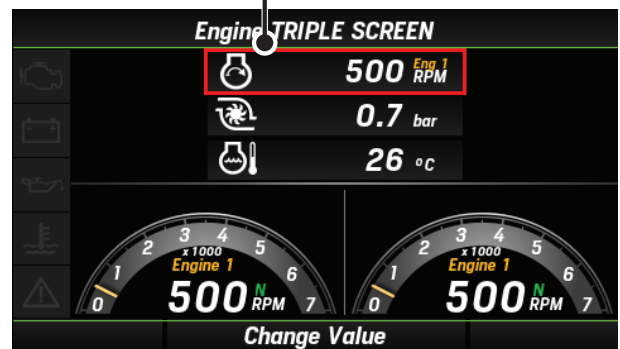 Engine TRIPLE SCREEN
500 Eng 1 RPM
0.7 bar
26 °C
0 1 2 3 4 5 6 7
x 1000
Engine 1
500 N RPM
0 1 2 3 4 5 6 7
x 1000
Engine 1
500 N RPM
Change Value